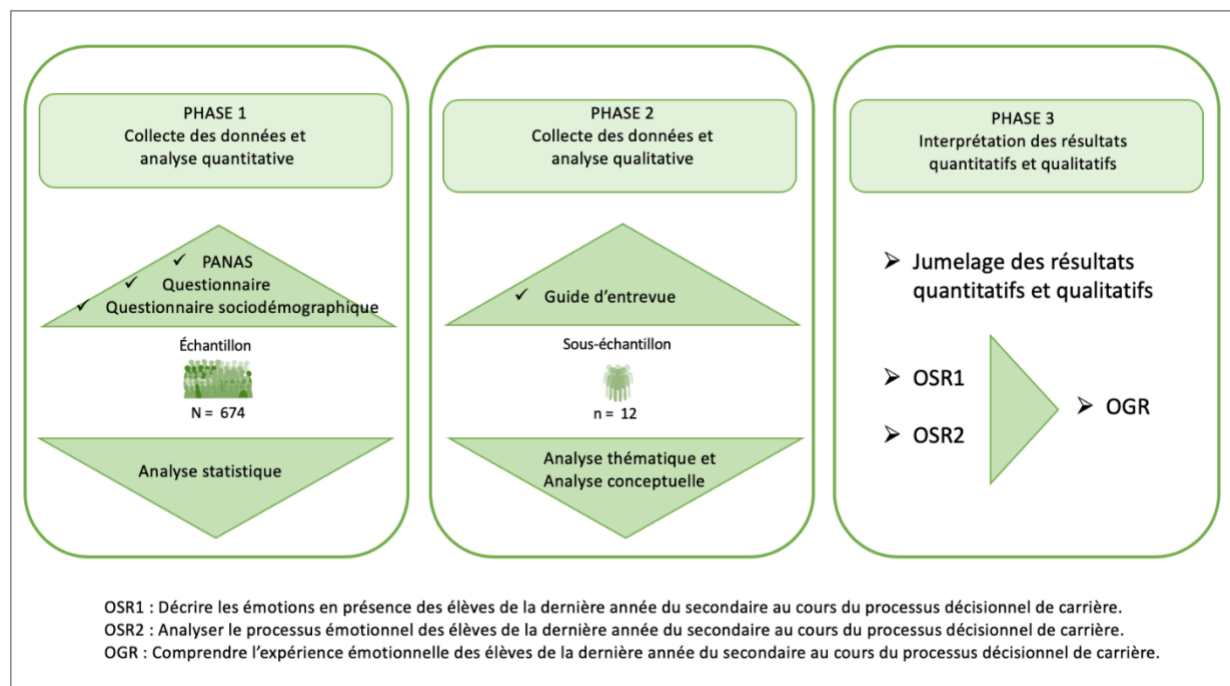 PHASE 1
Collecte des données et
analyse quantitative
✓ PANAS
✓ Questionnaire
✓ Questionnaire sociodémographique
Échantillon
N = 674
Analyse statistique
PHASE 2
Collecte des données et
analyse qualitative
✓ Guide d’entrevue
Sous-échantillon
n = 12
Analyse thématique et
Analyse conceptuelle
PHASE 3
Interprétation des résultats
quantitatifs et qualitatifs
➢ Jumelage des résultats
quantitatifs et qualitatifs
➢ OSR1
➢ OSR2
➢ OGR
OSR1 : Décrire les émotions en présence des élèves de la dernière année du secondaire au cours du processus décisionnel de carrière.
OSR2 : Analyser le processus émotionnel des élèves de la dernière année du secondaire au cours du processus décisionnel de carrière.
OGR : Comprendre l’expérience émotionnelle des élèves de la dernière année du secondaire au cours du processus décisionnel de carrière.